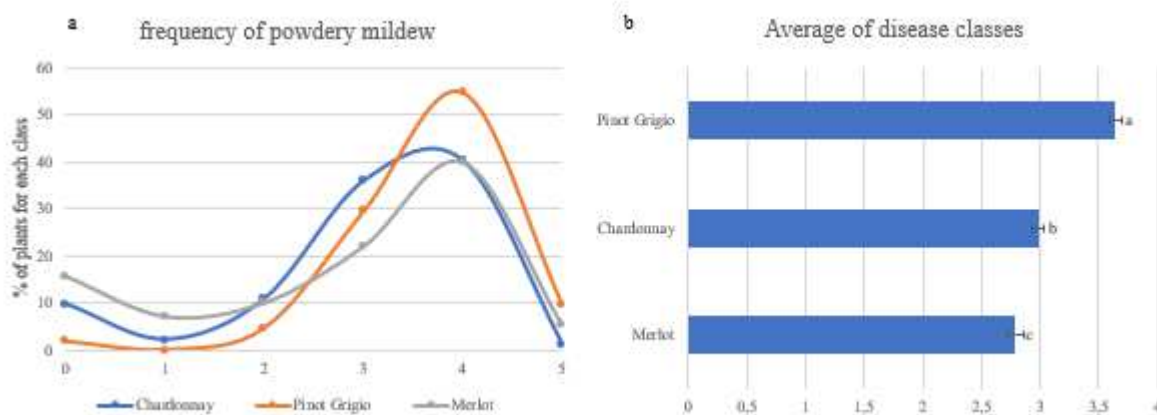 a
frequency of powdery mildew
% of plants for each class
60
50
40
30
20
10
0
0 1 2 3 4 5
Chardonnay Pinot Grigio Merlot
b
Average of disease classes
Pinot Grigio
a
Chardonnay
b
Merlot
c
0 0,5 1 1,5 2 2,5 3 3,5 4